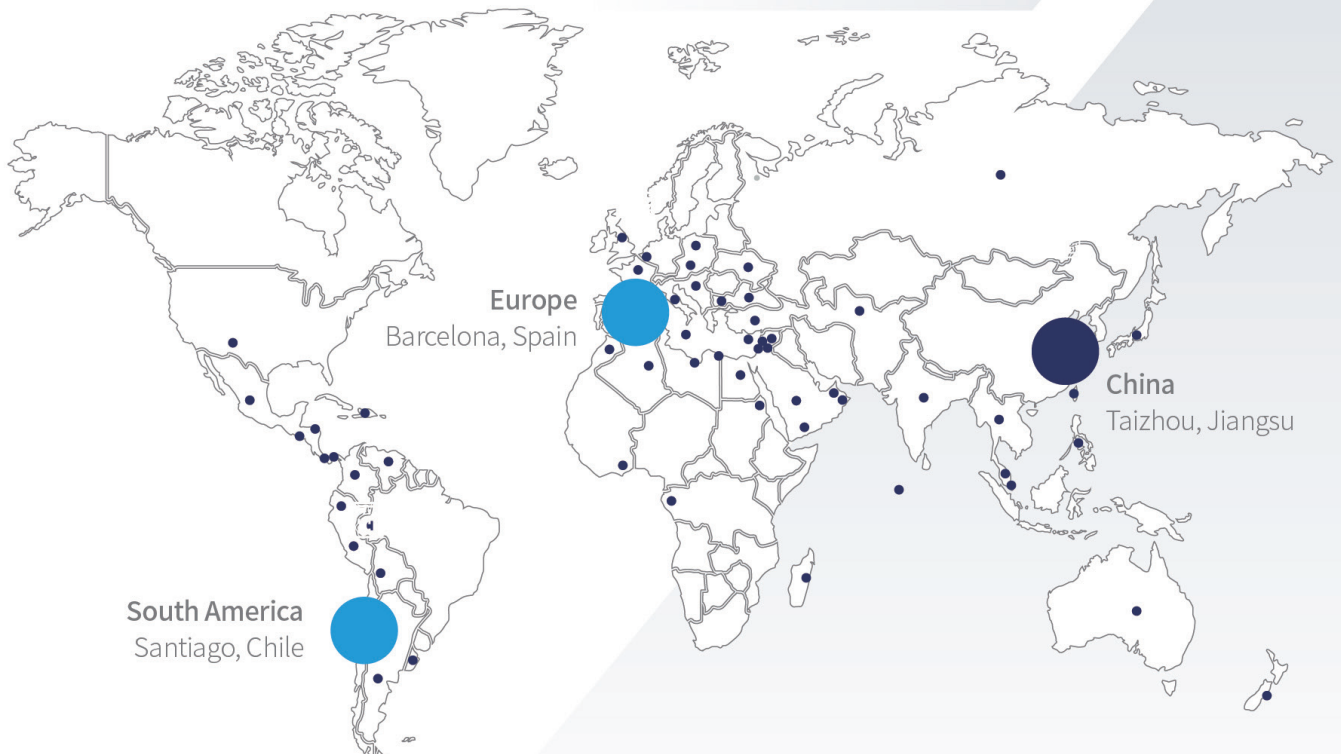 Europe
Barcelona, Spain
China
Taizhou, Jiangsu
South America
Santiago, Chile